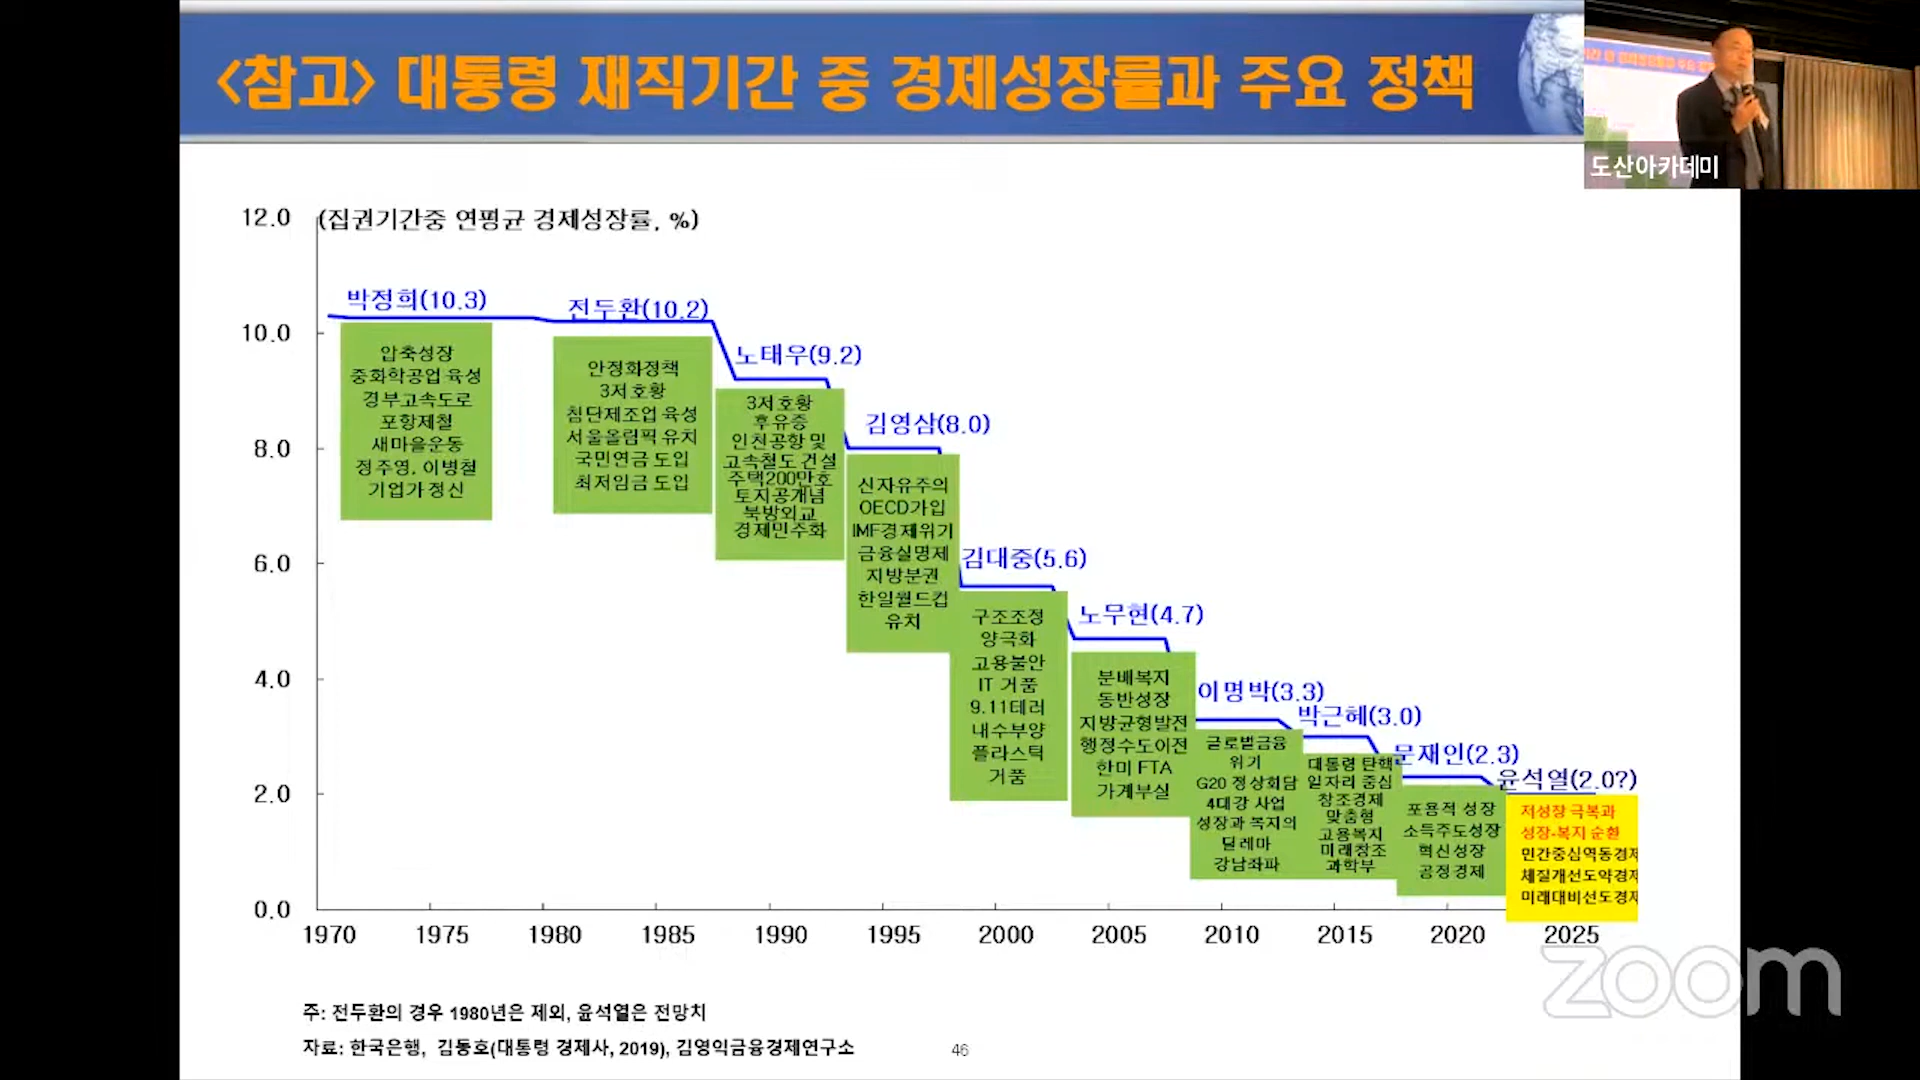 <참고> 대통령 재직기간 중 경제성장률과 주요 정책
도산아카데미
(집권기간중 연평균 경제성장률, %)
12.0
10.0
8.0
6.0
4.0
2.0
0.0
박정희(10.3)
압축성장
중화학공업 육성
경부고속도로
포항제철
새마을운동
정주영, 이병철
기업가 정신
전두환(10.2)
안정화정책
3저 호황
첨단제조업 육성
서울올림픽 유치
국민연금 도입
최저임금 도입
노태우(9.2)
3저 호황
후유증
인천공항 및
고속철도 건설
주택200만호
토지공개념
북방외교
경제민주화
김영삼(8.0)
신자유주의
OECD가입
IMF경제위기
금융실명제
지방분권
한일월드컵
유치
김대중(5.6)
구조조정
양극화
고용불안
IT 거품
9.11테러
내수부양
플라스틱
거품
노무현(4.7)
분배복지
동반성장
지방균형발전
행정수도이전
한미 FTA
가계부실
이명박(3.3)
글로벌금융
위기
G20 정상회담
4대강 사업
성장과 복지의
딜레마
강남좌파
박근혜(3.0)
대통령 탄핵
일자리 중심
창조경제
맞춤형
고용복지
미래창조
과학부
문재인(2.3)
포용적 성장
소득주도성장
혁신성장
공정경제
윤석열(2.0?)
저성장 극복과
성장-복지 순환
민간중심역동경제
체질개선도약경제
미래대비선도경제
1970 1975 1980 1985 1990 1995 2000 2005 2010 2015 2020 2025
주: 전두환의 경우 1980년은 제외, 윤석열은 전망치
자료: 한국은행, 김동호(대통령 경제사, 2019), 김영익금융경제연구소
46
zoom